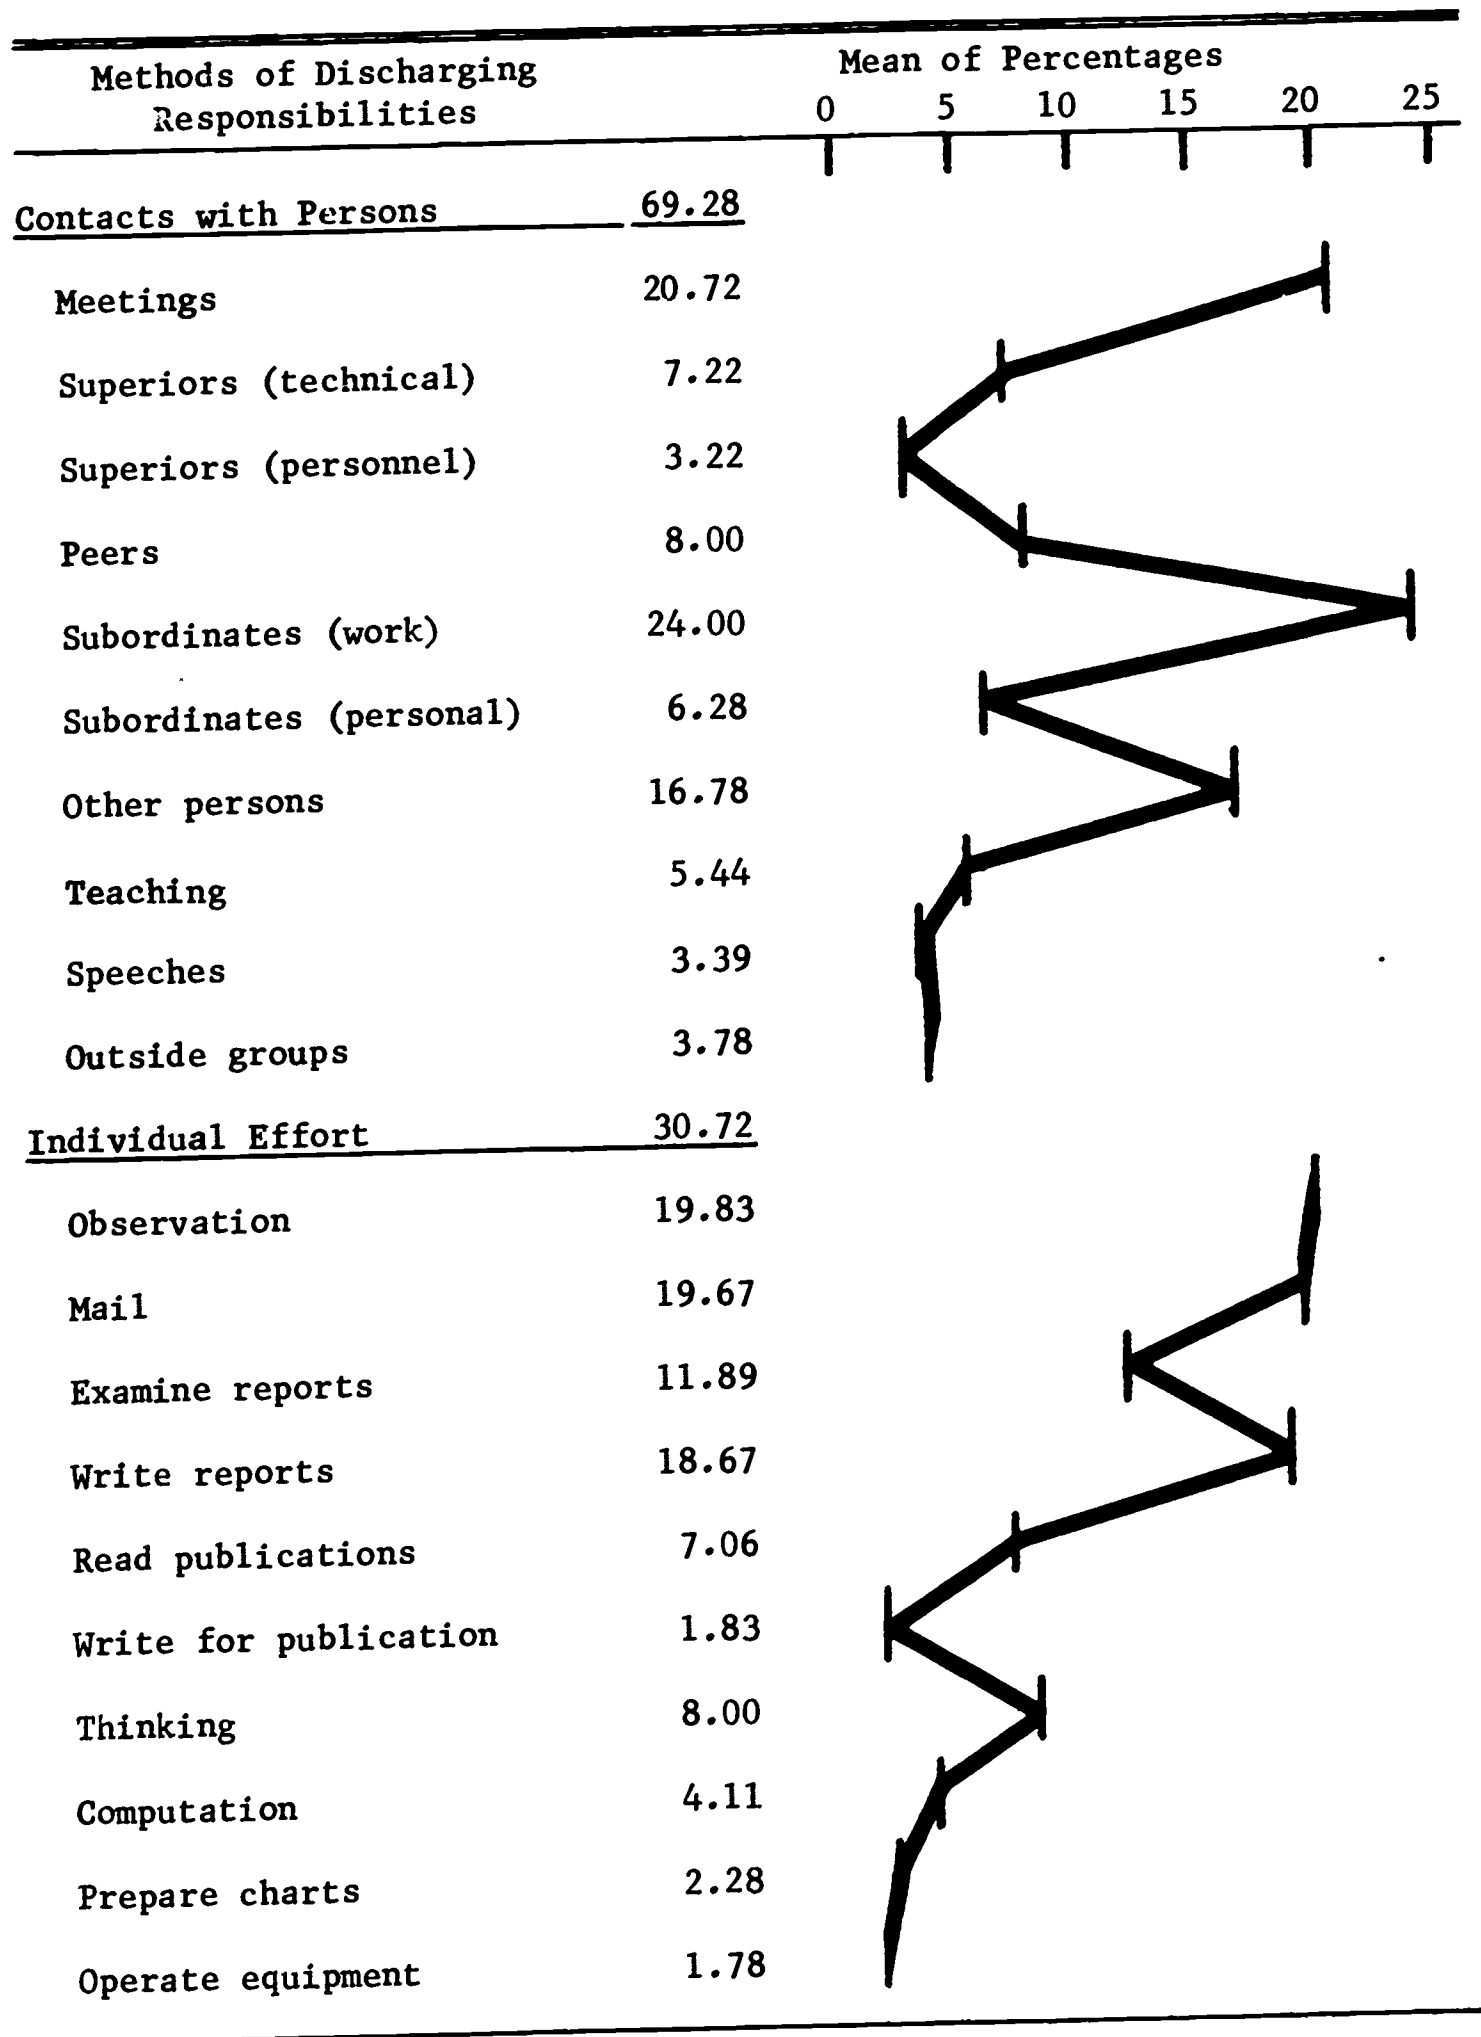 Methods of Discharging
Responsibilities
Mean of Percentages
0 5 10 15 20 25
Contacts with Persons 69.28
Meetings 20.72
Superiors (technical) 7.22
Superiors (personnel) 3.22
Peers 8.00
Subordinates (work) 24.00
Subordinates (personal) 6.28
Other persons 16.78
Teaching 5.44
Speeches 3.39
Outside groups 3.78
Individual Effort 30.72
Observation 19.83
Mail 19.67
Examine reports 11.89
Write reports 18.67
Read publications 7.06
Write for publication 1.83
Thinking 8.00
Computation 4.11
Prepare charts 2.28
Operate equipment 1.78